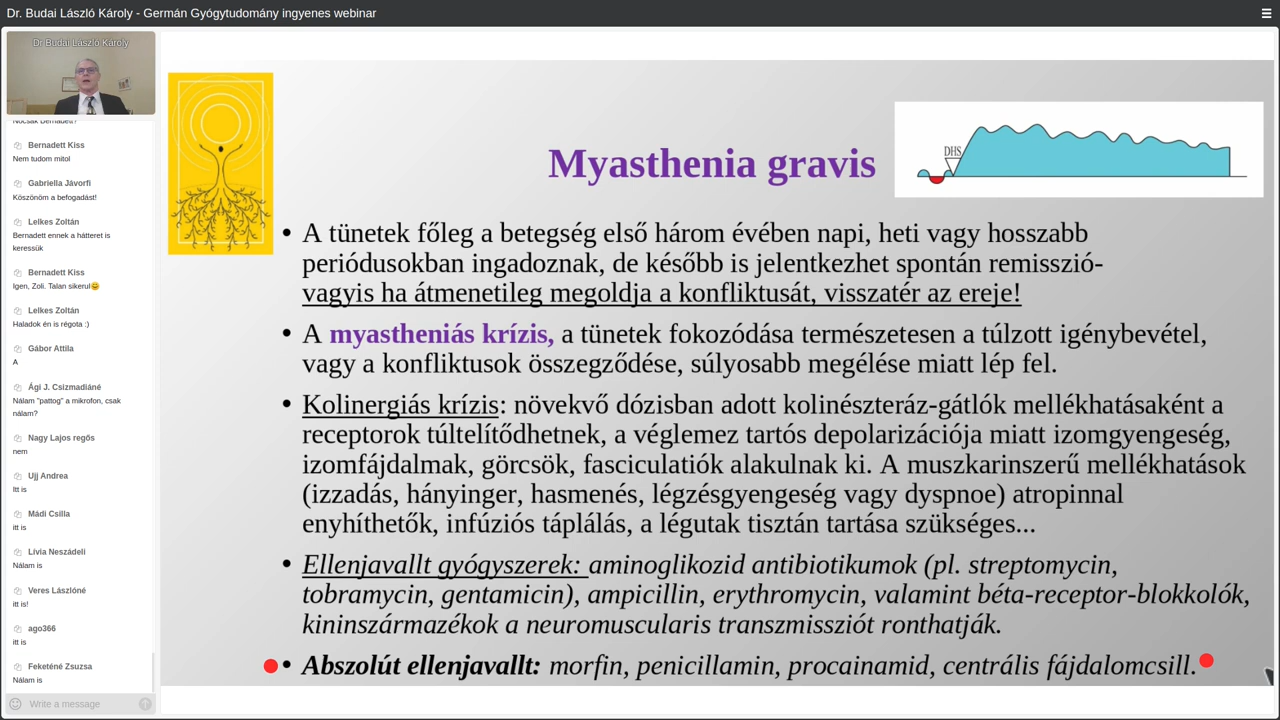 Dr. Budai László Károly - Germán Gyógytudomány ingyenes webinar
Dr Budai László Károly
Nocsak Bernadett?
Bernadett Kiss
Nem tudom mitol
Gabriella Jávorfi
Köszönöm a befogadást!
Lelkes Zoltán
Bernadett ennek a hátteret is
keressük
Bernadett Kiss
Igen, Zoli. Talan sikerul😀
Lelkes Zoltán
Haladok én is régota :)
Gábor Attila
A
Ági J. Csizmadiáné
Nálam "pattog" a mikrofon, csak
nálam?
Nagy Lajos regős
nem
Ujj Andrea
Itt is
Mádi Csilla
itt is
Lívia Neszádeli
Nálam is
Veres Lászlóné
itt is!
ago366
itt is
Feketéné Zsuzsa
Nálam is
Write a message
Myasthenia gravis
DHS
• A tünetek főleg a betegség első három évében napi, heti vagy hosszabb
periódusokban ingadoznak, de később is jelentkezhet spontán remisszió-
vagyis ha átmenetileg megoldja a konfliktusát, visszatér az ereje!
• A myastheniás krízis, a tünetek fokozódása természetesen a túlzott igénybevétel,
vagy a konfliktusok összegződése, súlyosabb megélése miatt lép fel.
• Kolinergiás krízis: növekvő dózisban adott kolinészteráz-gátlók mellékhatásaként a
receptorok túltelítődhetnek, a véglemez tartós depolarizációja miatt izomgyengeség,
izomfájdalmak, görcsök, fasciculatiók alakulnak ki. A muszkarinszerű mellékhatások
(izzadás, hányinger, hasmenés, légzésgyengeség vagy dyspnoe) atropinnal
enyhíthetők, infúziós táplálás, a légutak tisztán tartása szükséges...
• Ellenjavallt gyógyszerek: aminoglikozid antibiotikumok (pl. streptomycin,
tobramycin, gentamicin), ampicillin, erythromycin, valamint béta-receptor-blokkolók,
kininszármazékok a neuromuscularis transzmissziót ronthatják.
• Abszolút ellenjavallt: morfin, penicillamin, procainamid, centrális fájdalomcsill.